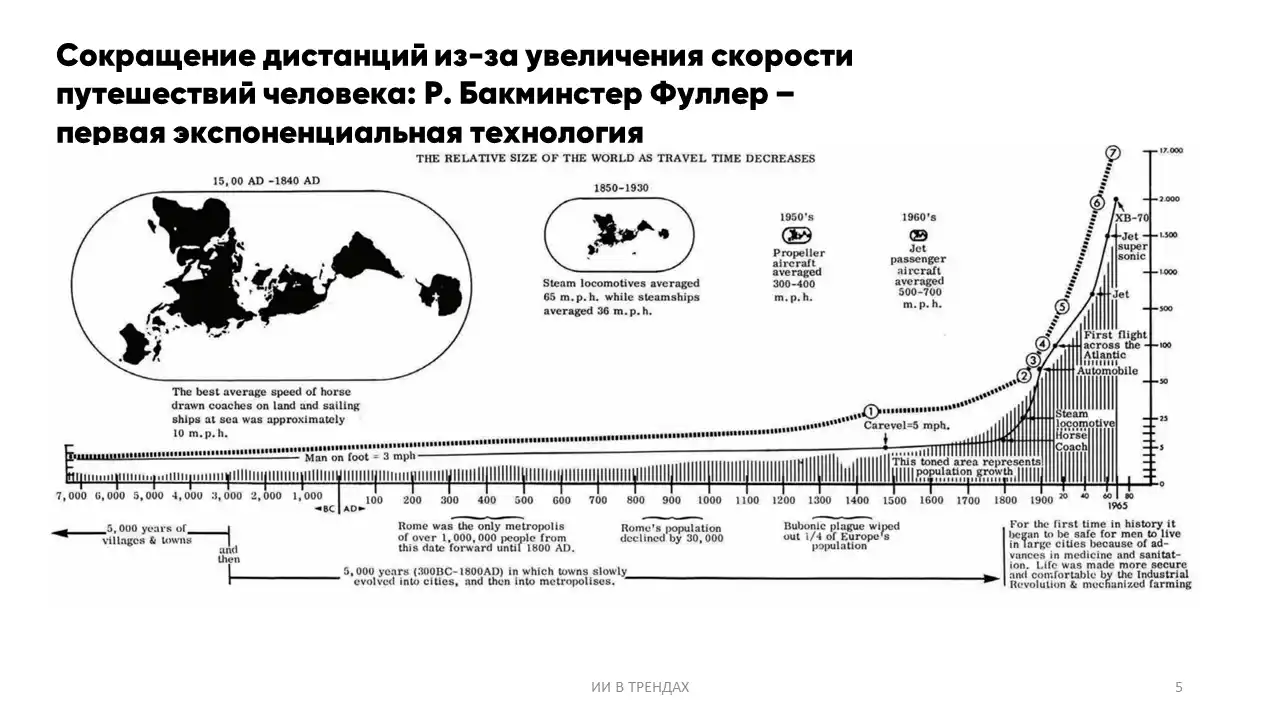 Сокращение дистанций из-за увеличения скорости
путешествий человека: Р. Бакминстер Фуллер –
первая экспоненциальная технология
THE RELATIVE SIZE OF THE WORLD AS TRAVEL TIME DECREASES
15,00 AD -1840 AD
The best average speed of horse
drawn coaches on land and sailing
ships at sea was approximately
10 m.p.h.
1850-1930
Steam locomotives averaged
65 m.p.h. while steamships
averaged 36 m.p.h.
1950's
Propeller
aircraft
averaged
300-400
m.p.h.
1960's
Jet
passenger
aircraft
averaged
500-700
m.p.h.
7
6
5
4
3
2
1
17.000
2.000
1.500
1.000
500
100
50
25
5
0
XB-70
Jet
super
sonic
Jet
First flight
across the
Atlantic
Automobile
Steam
locomotive
Horse
Coach
Carevel=5 mph.
Man on foot = 3 mph
This toned area represents
population growth
7,000 6,000 5,000 4,000 3,000 2,000 1,000 100 200 300 400 500 600 700 800 900 1000 1100 1200 1300 1400 1500 1600 1700 1800 1900 20 40 60 80
1965
BC AD
5,000 years of
villages & towns
and
then
5,000 years (300BC-1800AD) in which towns slowly
evolved into cities, and then into metropolises.
Rome was the only metropolis
of over 1,000,000 people from
this date forward until 1800 AD.
Rome's population
declined by 30,000
Bubonic plague wiped
out 1/4 of Europe's
population
For the first time in history it
began to be safe for men to live
in large cities because of ad-
vances in medicine and sanitat-
ion. Life was made more secure
and comfortable by the Industrial
Revolution & mechanized farming
ИИ В ТРЕНДАХ
5